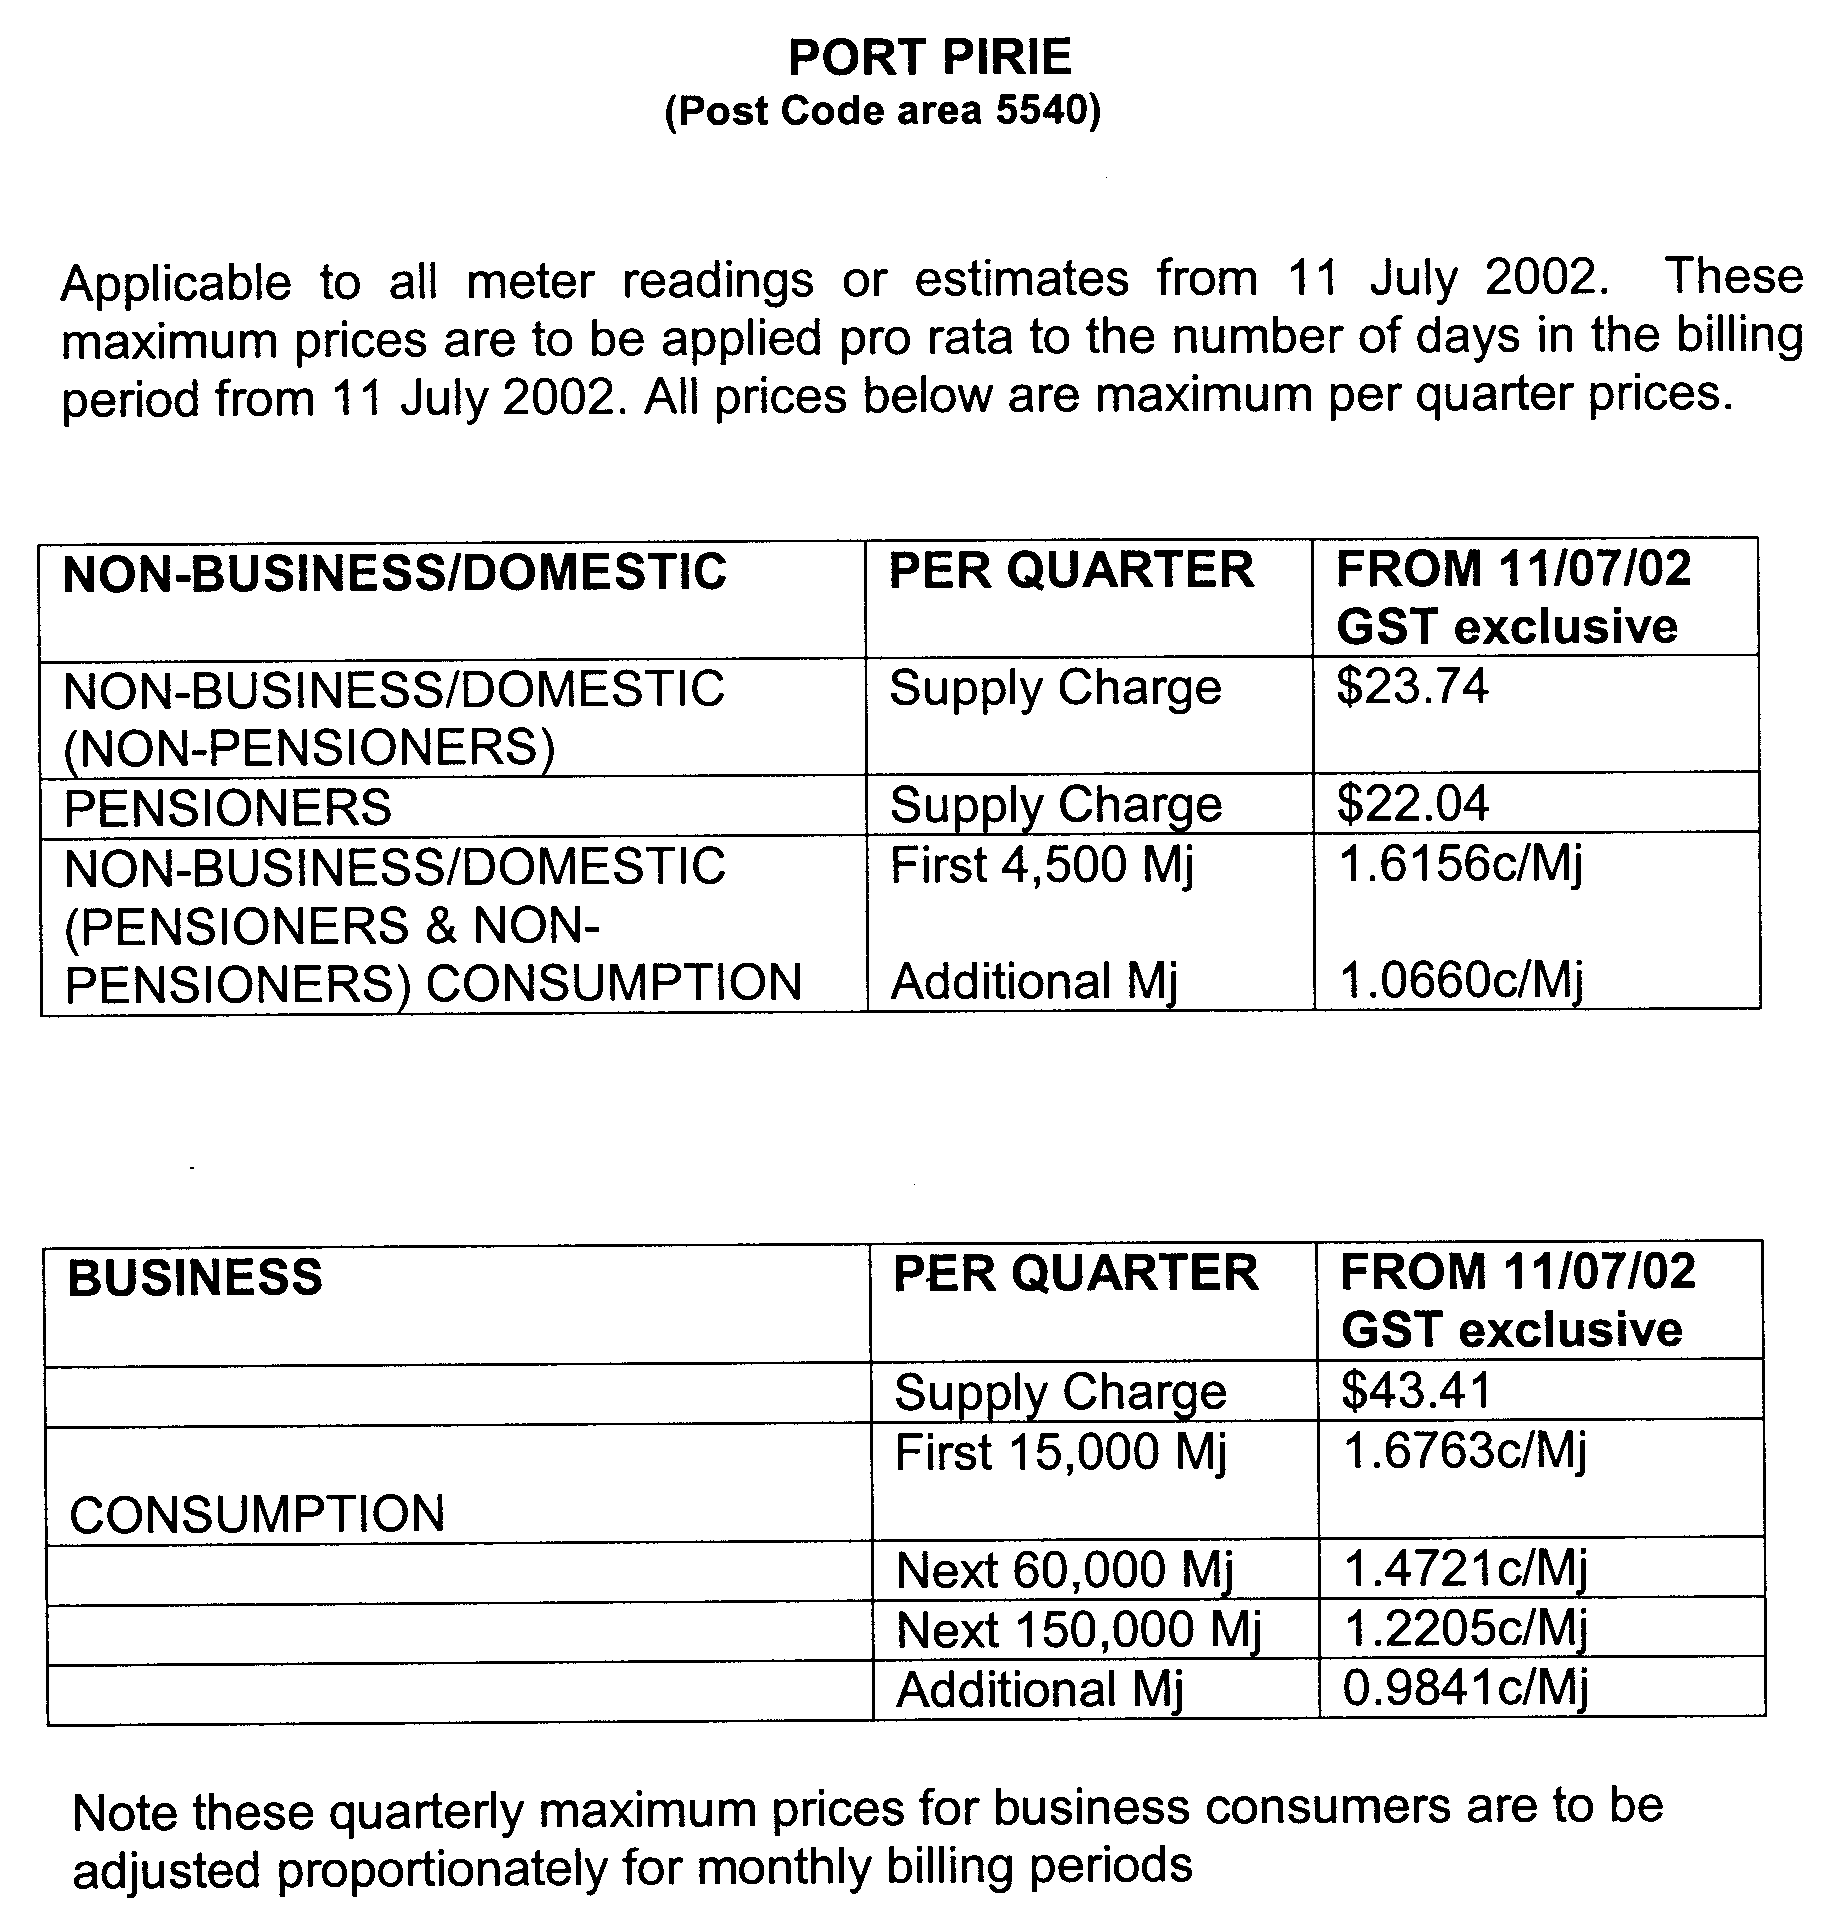 PORT PIRIE
(Post Code area 5540)
Applicable to all meter readings or estimates from 11 July 2002. These
maximum prices are to be applied pro rata to the number of days in the billing
period from 11 July 2002. All prices below are maximum per quarter prices.
NON-BUSINESS/DOMESTIC PER QUARTER FROM 11/07/02
GST exclusive
NON-BUSINESS/DOMESTIC Supply Charge $23.74
(NON-PENSIONERS)
PENSIONERS Supply Charge $22.04
NON-BUSINESS/DOMESTIC First 4,500 Mj 1.6156c/Mj
(PENSIONERS & NON-
PENSIONERS) CONSUMPTION Additional Mj 1.0660c/Mj
BUSINESS PER QUARTER FROM 11/07/02
GST exclusive
Supply Charge $43.41
First 15,000 Mj 1.6763c/Mj
CONSUMPTION
Next 60,000 Mj 1.4721c/Mj
Next 150,000 Mj 1.2205c/Mj
Additional Mj 0.9841c/Mj
Note these quarterly maximum prices for business consumers are to be
adjusted proportionately for monthly billing periods